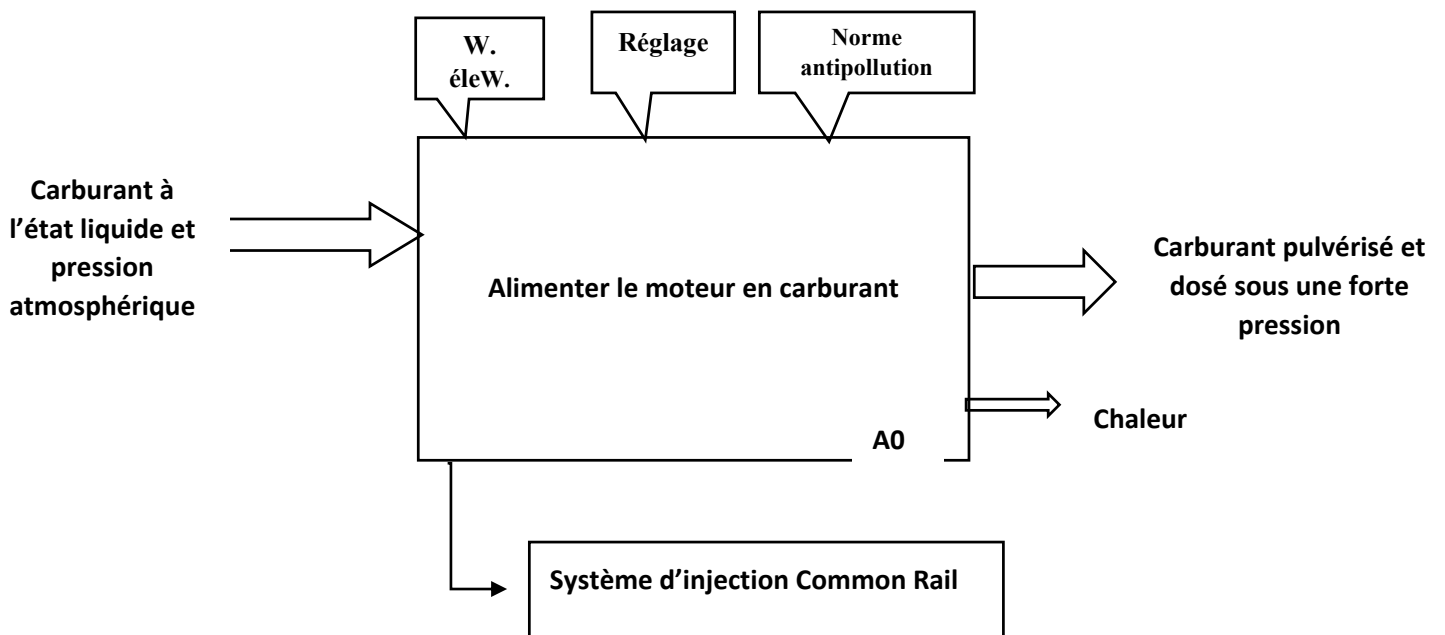 W.
éleW.
Réglage
Norme
antipollution
Carburant à
l’état liquide et
pression
atmosphérique
Alimenter le moteur en carburant
Carburant pulvérisé et
dosé sous une forte
pression
Chaleur
A0
Système d’injection Common Rail